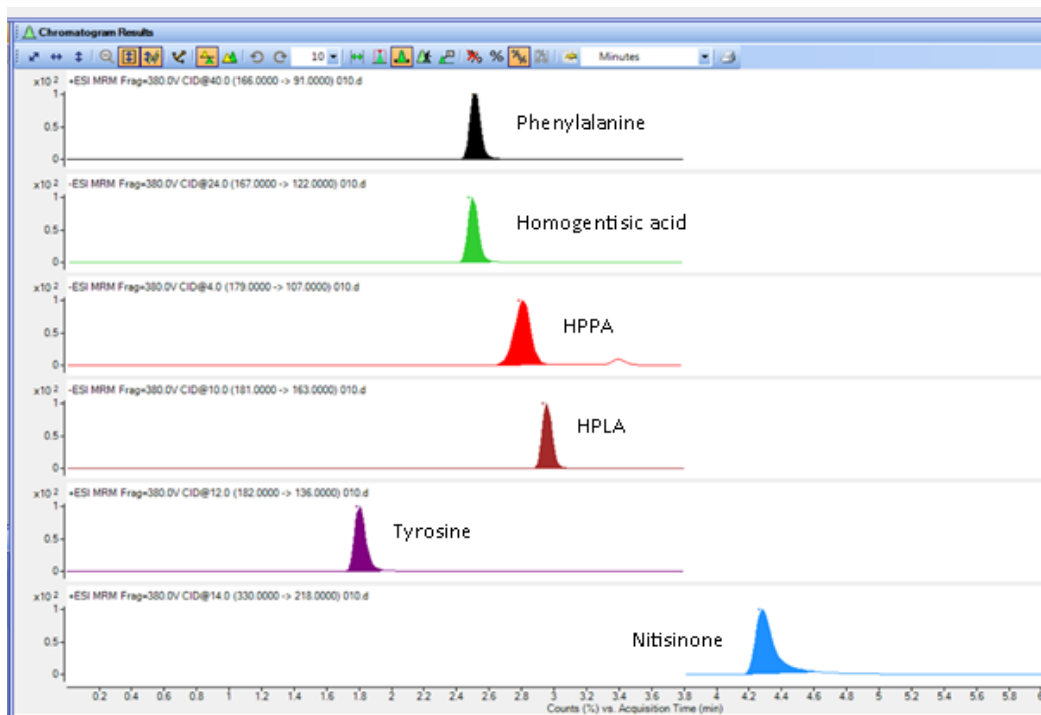 Chromatogram Results
10 Minutes
x10 2 +ESI MRM Frag=380.0V CID@40.0 (166.0000 -> 91.0000) 010.d
1
0.5
0
Phenylalanine
x10 2 -ESI MRM Frag=380.0V CID@24.0 (167.0000 -> 122.0000) 010.d
1
0.5
0
Homogentisic acid
x10 2 -ESI MRM Frag=380.0V CID@4.0 (179.0000 -> 107.0000) 010.d
1
0.5
0
HPPA
x10 2 -ESI MRM Frag=380.0V CID@10.0 (181.0000 -> 163.0000) 010.d
1
0.5
0
HPLA
x10 2 +ESI MRM Frag=380.0V CID@12.0 (182.0000 -> 136.0000) 010.d
1
0.5
0
Tyrosine
x10 2 +ESI MRM Frag=380.0V CID@14.0 (330.0000 -> 218.0000) 010.d
1
0.5
0
Nitisinone
0.2 0.4 0.6 0.8 1 1.2 1.4 1.6 1.8 2 2.2 2.4 2.6 2.8 3 3.2 3.4 3.6 3.8 4 4.2 4.4 4.6 4.8 5 5.2 5.4 5.6 5.8 6
Counts (%) vs. Acquisition Time (min)